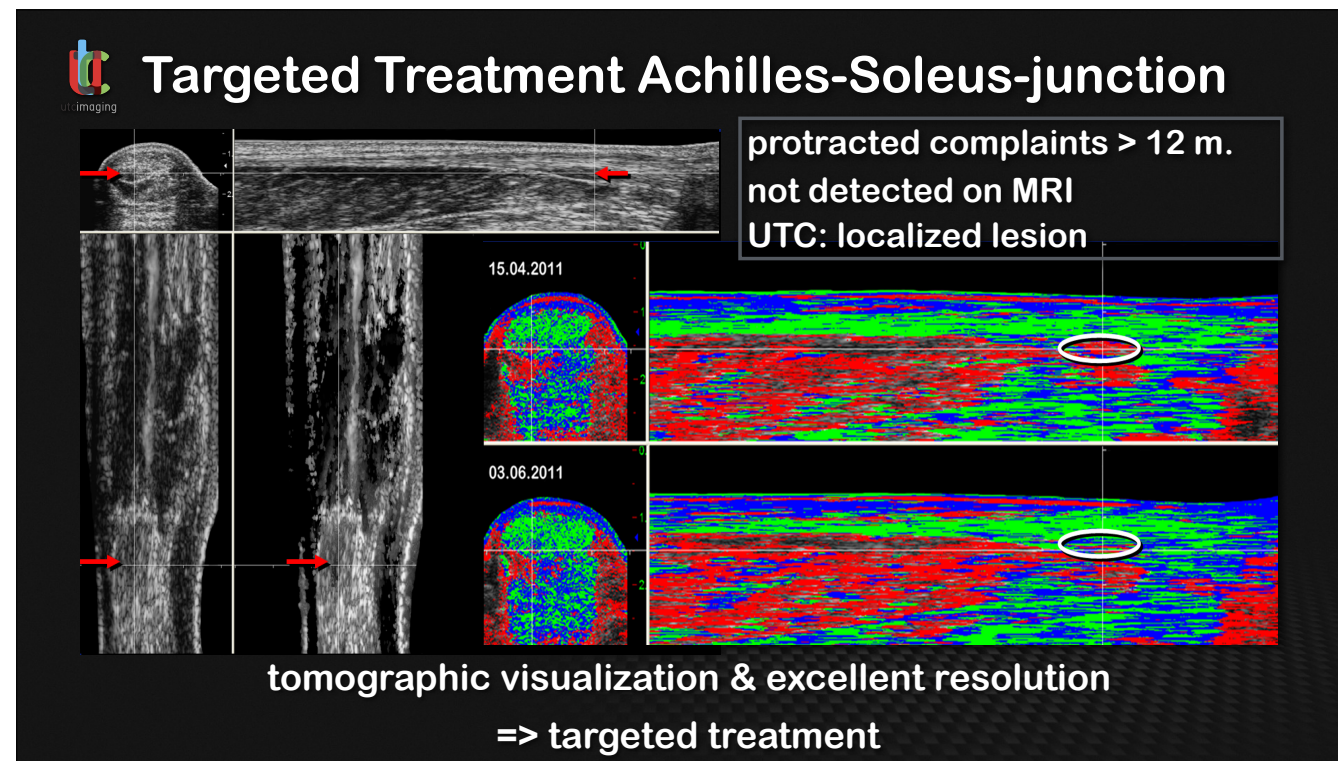 Targeted Treatment Achilles-Soleus-junction
utcimaging
protracted complaints > 12 m.
not detected on MRI
UTC: localized lesion
15.04.2011
03.06.2011
tomographic visualization & excellent resolution
=> targeted treatment